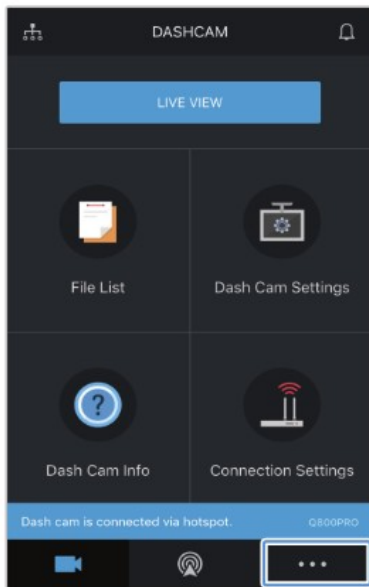 DASHCAM
LIVE VIEW
File List
Dash Cam Settings
?
Dash Cam Info
Connection Settings
Dash cam is connected via hotspot.
Q800PRO